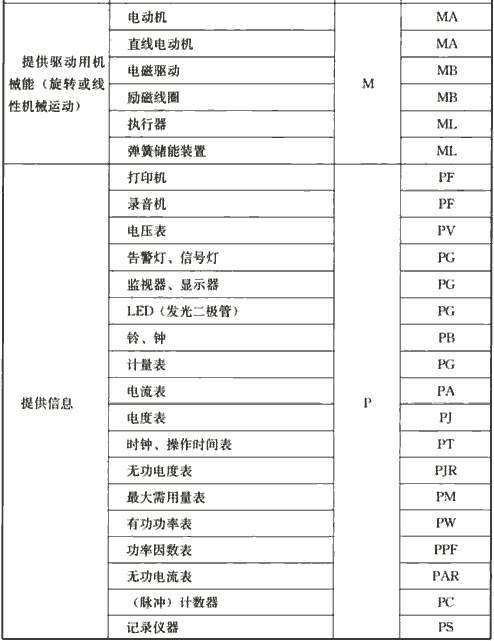 提供驱动用机
械能（旋转或线
性机械运动）
M
电动机 MA
直线电动机 MA
电磁驱动 MB
励磁线圈 MB
执行器 ML
弹簧储能装置 ML
提供信息
P
打印机 PF
录音机 PF
电压表 PV
告警灯、信号灯 PG
监视器、显示器 PG
LED（发光二极管） PG
铃、钟 PB
计量表 PG
电流表 PA
电度表 PJ
时钟、操作时间表 PT
无功电度表 PJR
最大需用量表 PM
有功功率表 PW
功率因数表 PPF
无功电流表 PAR
（脉冲）计数器 PC
记录仪器 PS